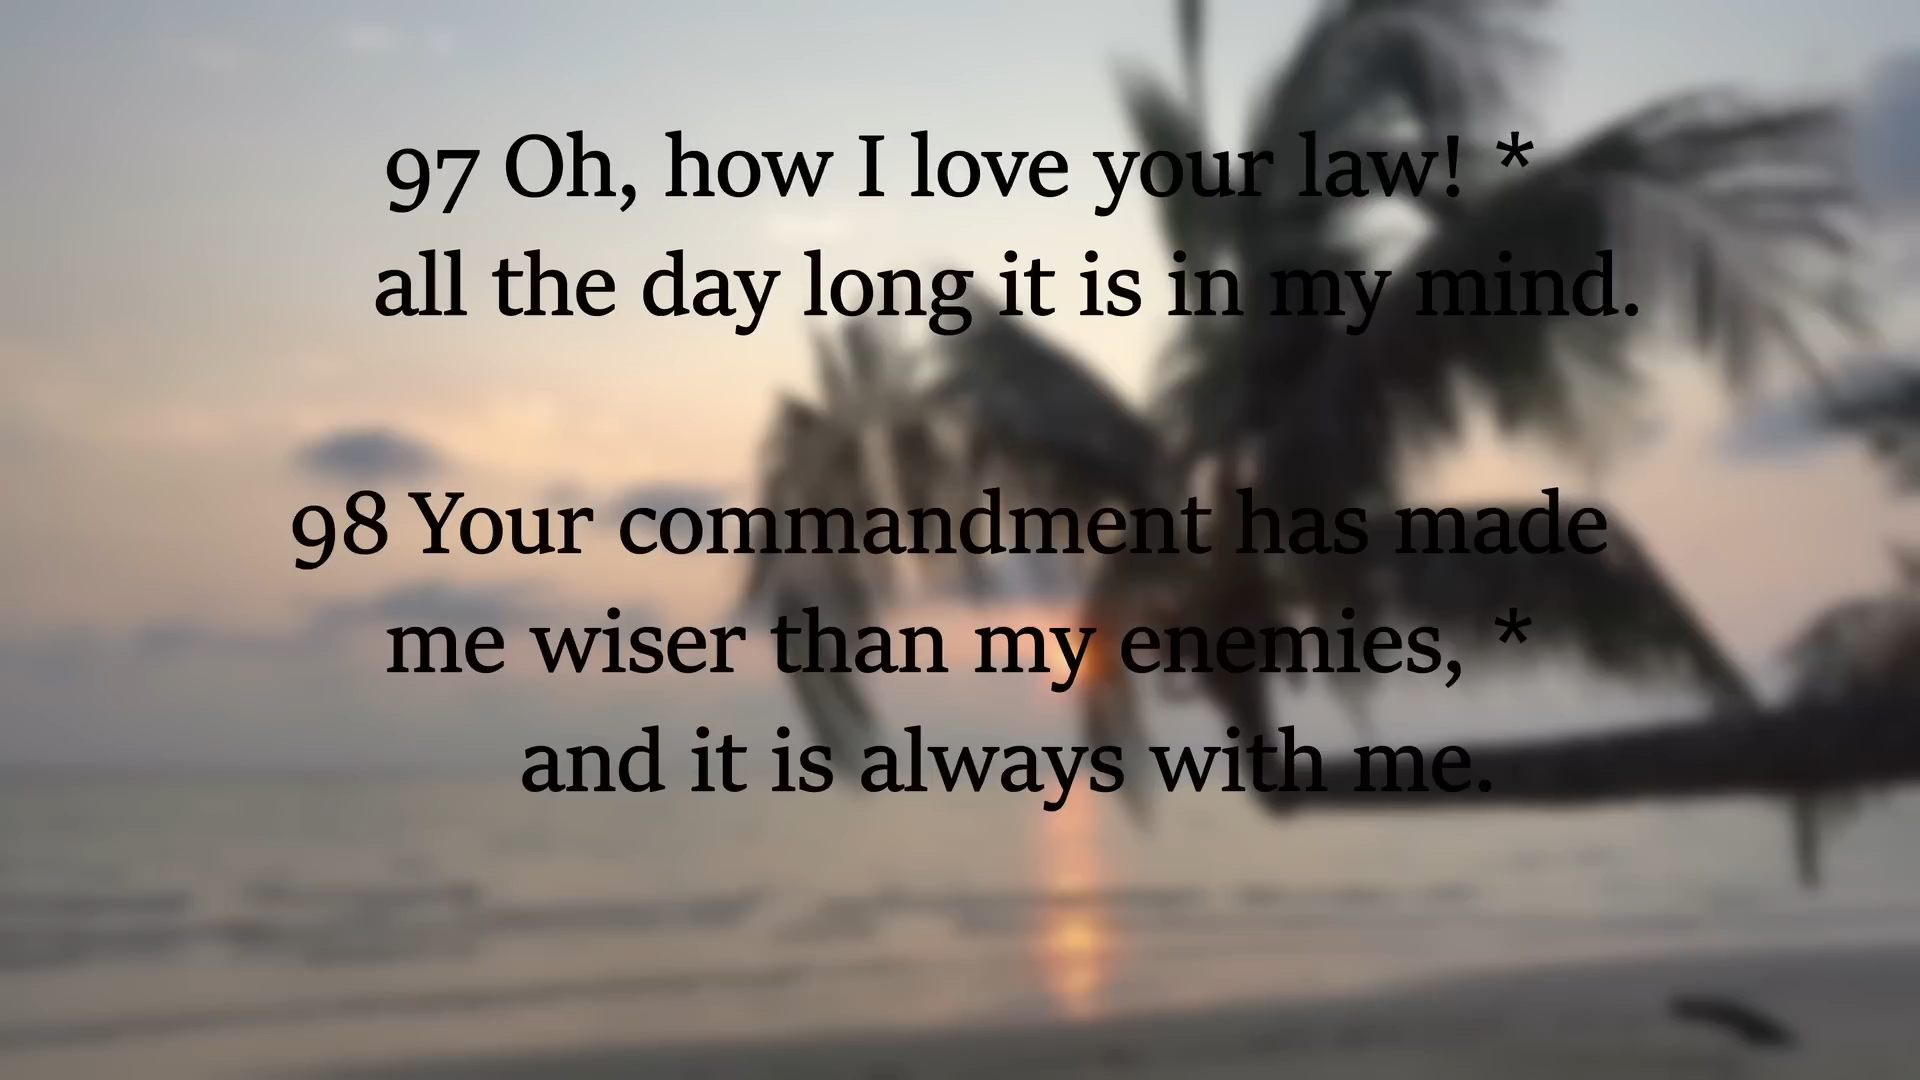 97 Oh, how I love your law! *
all the day long it is in my mind.
98 Your commandment has made
me wiser than my enemies, *
and it is always with me.